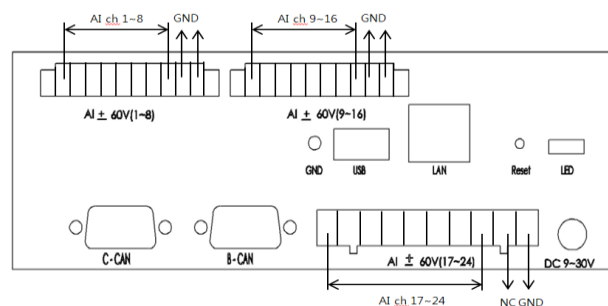 AI ch 1~8 GND AI ch 9~16 GND
AI ± 60V(1~8) AI ± 60V(9~16)
GND USB LAN Reset LED
C-CAN B-CAN AI ± 60V(17~24) DC 9~30V
AI ch 17~24 NC GND